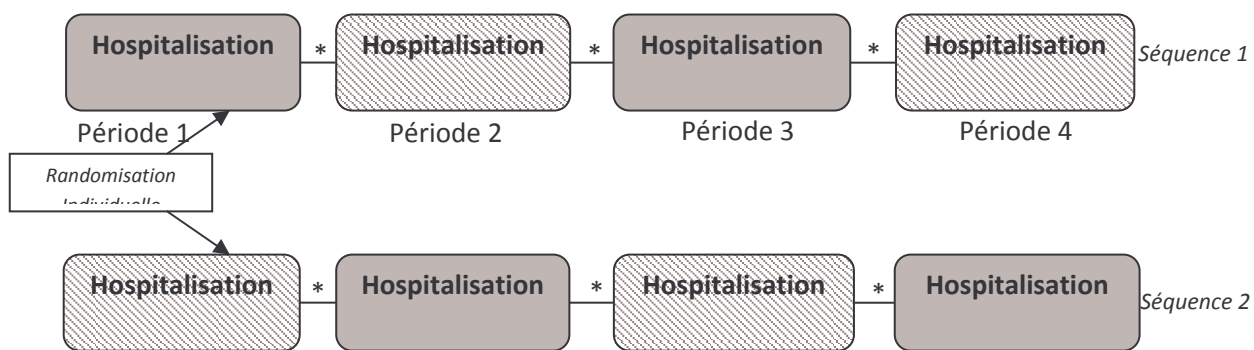 Hospitalisation * Hospitalisation * Hospitalisation * Hospitalisation Séquence 1
Période 1 Période 2 Période 3 Période 4
Randomisation
Individuelle
Hospitalisation * Hospitalisation * Hospitalisation * Hospitalisation Séquence 2